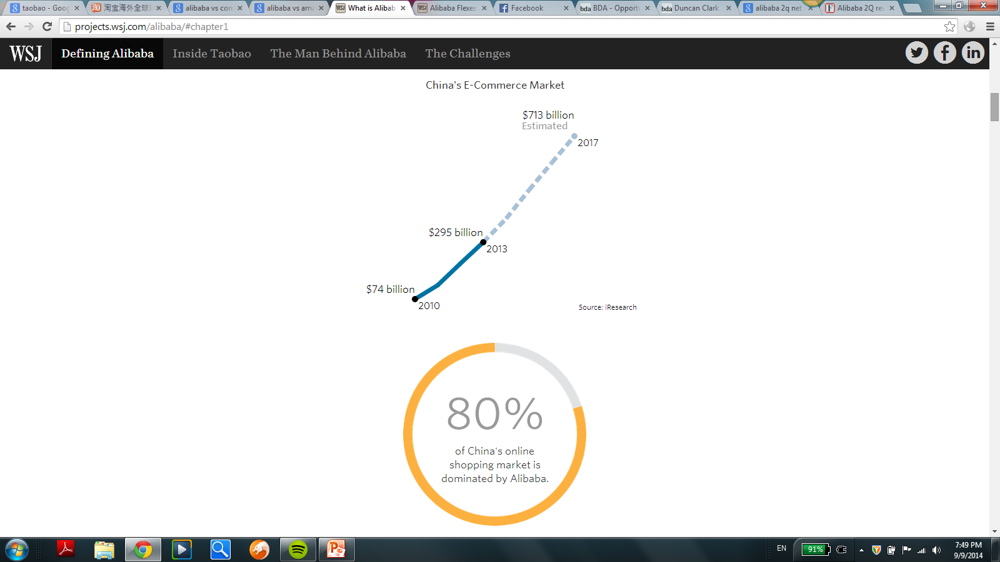 taobao - Goog
淘宝海外全球
alibaba vs con
alibaba vs ama
What is Alibab
Alibaba Flexes
Facebook
bda BDA - Opport
bda Duncan Clark
alibaba 2q net
Alibaba 2Q rev
projects.wsj.com/alibaba/#chapter1
WSJ
Defining Alibaba
Inside Taobao
The Man Behind Alibaba
The Challenges
China's E-Commerce Market
$713 billion
Estimated
2017
$295 billion
2013
$74 billion
2010
Source: iResearch
80%
of China's online
shopping market is
dominated by Alibaba.
EN
91%
7:49 PM
9/9/2014